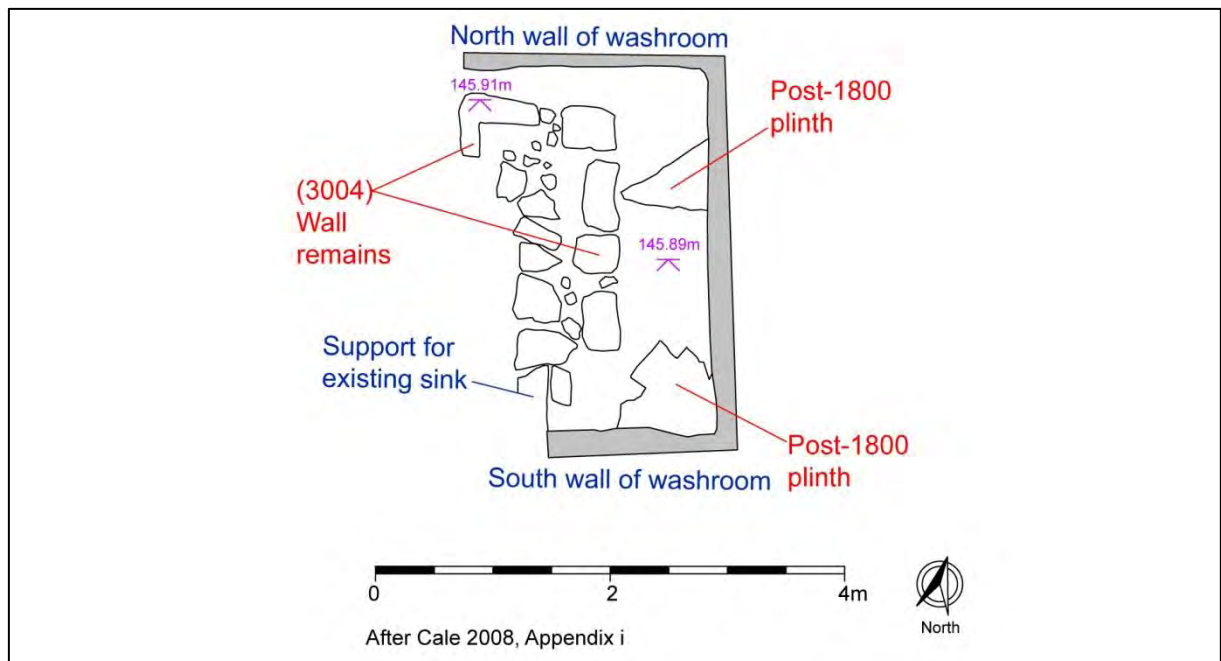 North wall of washroom
145.91m
Post-1800
plinth
(3004)
Wall
remains
145.89m
Support for
existing sink
Post-1800
plinth
South wall of washroom
0
2
4m
North
After Cale 2008, Appendix i